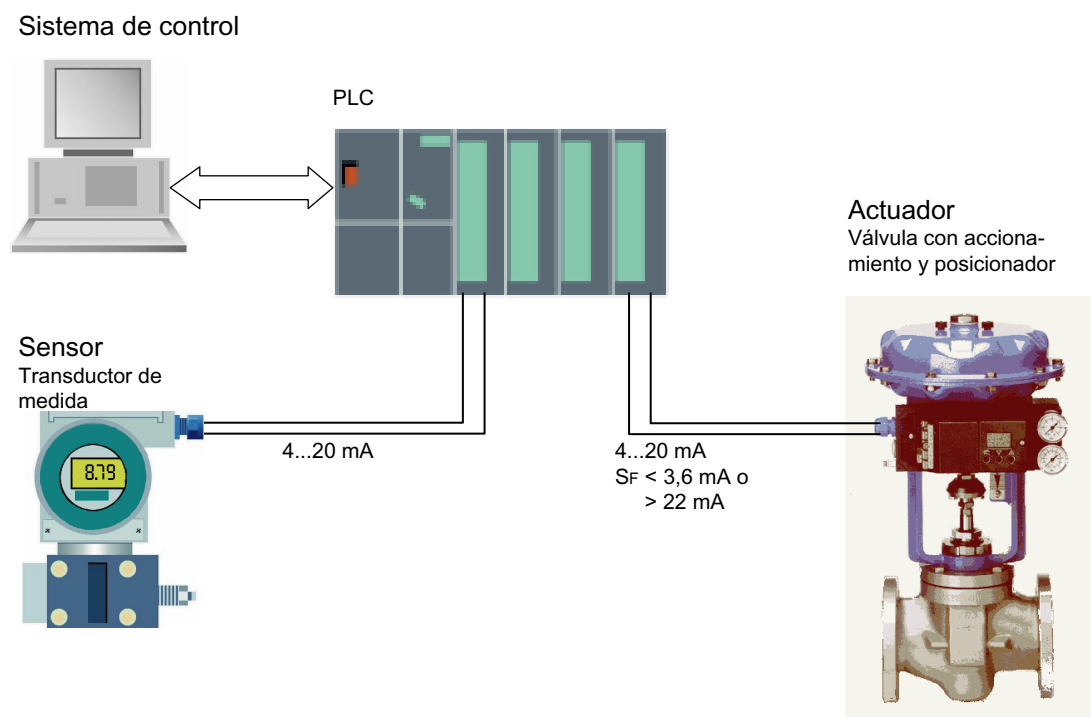 Sistema de control
PLC
Actuador
Válvula con acciona-
miento y posicionador
Sensor
Transductor de
medida
8.79
4...20 mA
4...20 mA
SF < 3,6 mA o
> 22 mA